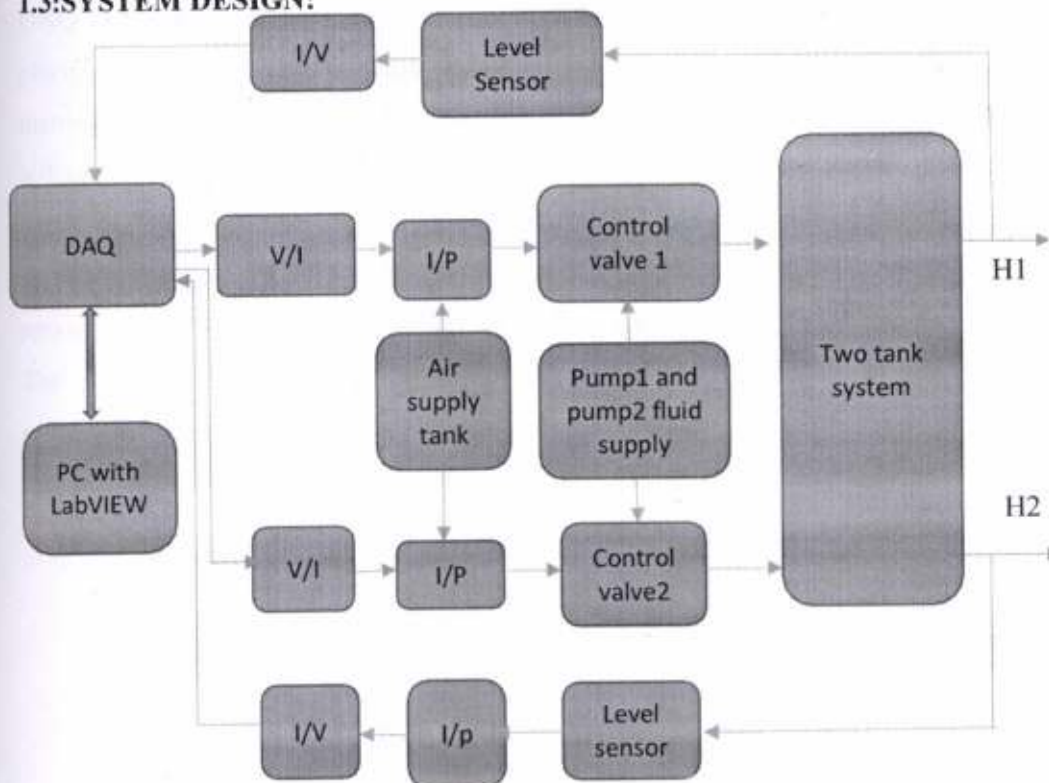 1.3:SYSTEM DESIGN:
I/V
Level
Sensor
DAQ
V/I
I/P
Control
valve 1
H1
Air
supply
tank
Pump1 and
pump2 fluid
supply
Two tank
system
PC with
LabVIEW
H2
V/I
I/P
Control
valve2
I/V
I/p
Level
sensor